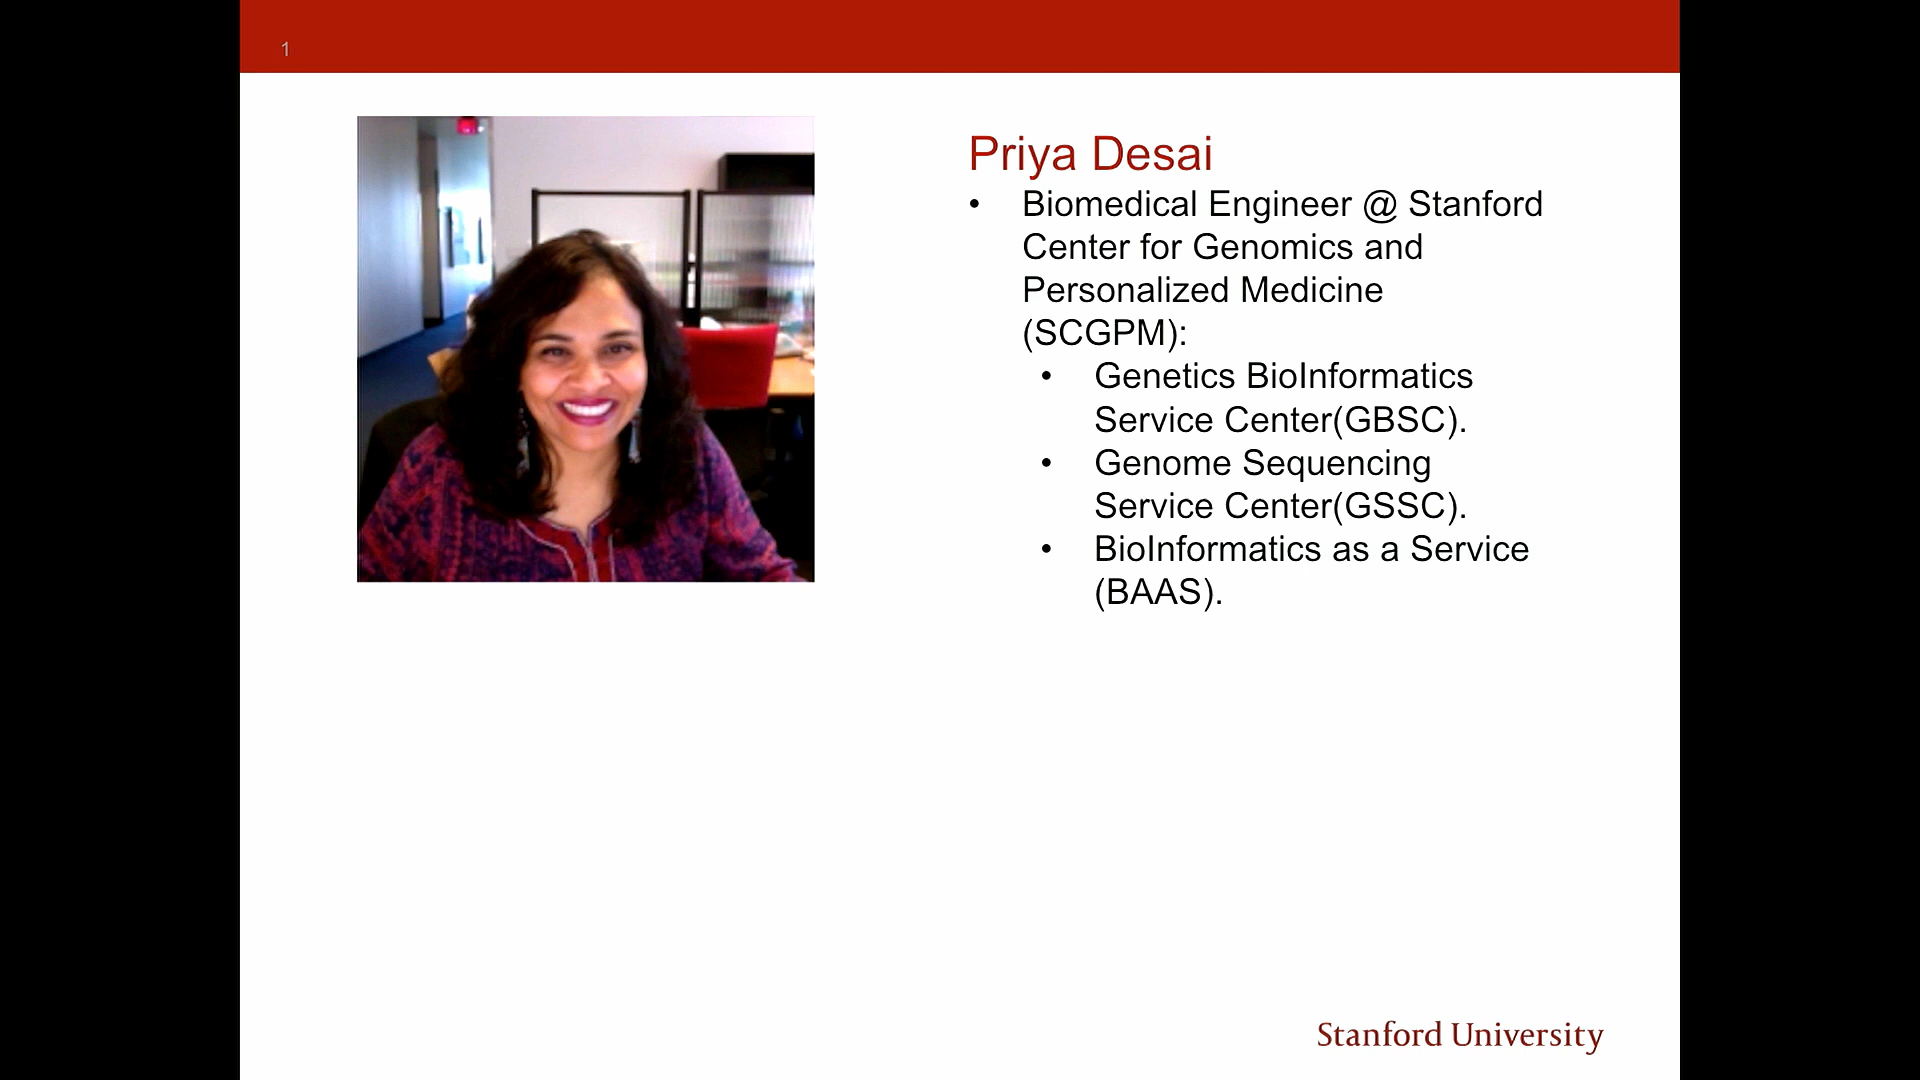 1
Priya Desai
• Biomedical Engineer @ Stanford
Center for Genomics and
Personalized Medicine
(SCGPM):
• Genetics BioInformatics
Service Center(GBSC).
• Genome Sequencing
Service Center(GSSC).
• BioInformatics as a Service
(BAAS).
Stanford University